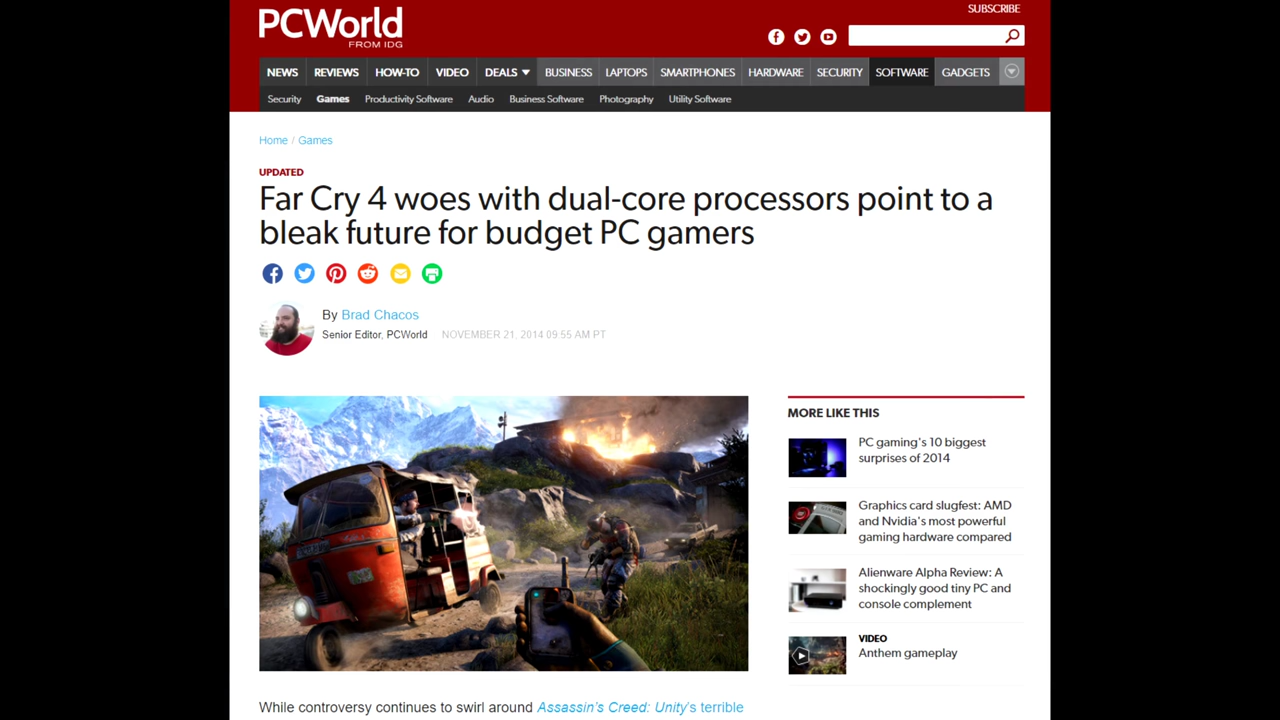 SUBSCRIBE
PCWorld
FROM IDG
NEWS REVIEWS HOW-TO VIDEO DEALS BUSINESS LAPTOPS SMARTPHONES HARDWARE SECURITY SOFTWARE GADGETS
Security Games Productivity Software Audio Business Software Photography Utility Software
Home / Games
UPDATED
Far Cry 4 woes with dual-core processors point to a
bleak future for budget PC gamers
By Brad Chacos
Senior Editor, PCWorld NOVEMBER 21, 2014 09:55 AM PT
MORE LIKE THIS
PC gaming's 10 biggest
surprises of 2014
Graphics card slugfest: AMD
and Nvidia's most powerful
gaming hardware compared
Alienware Alpha Review: A
shockingly good tiny PC and
console complement
VIDEO
Anthem gameplay
While controversy continues to swirl around Assassin's Creed: Unity's terrible